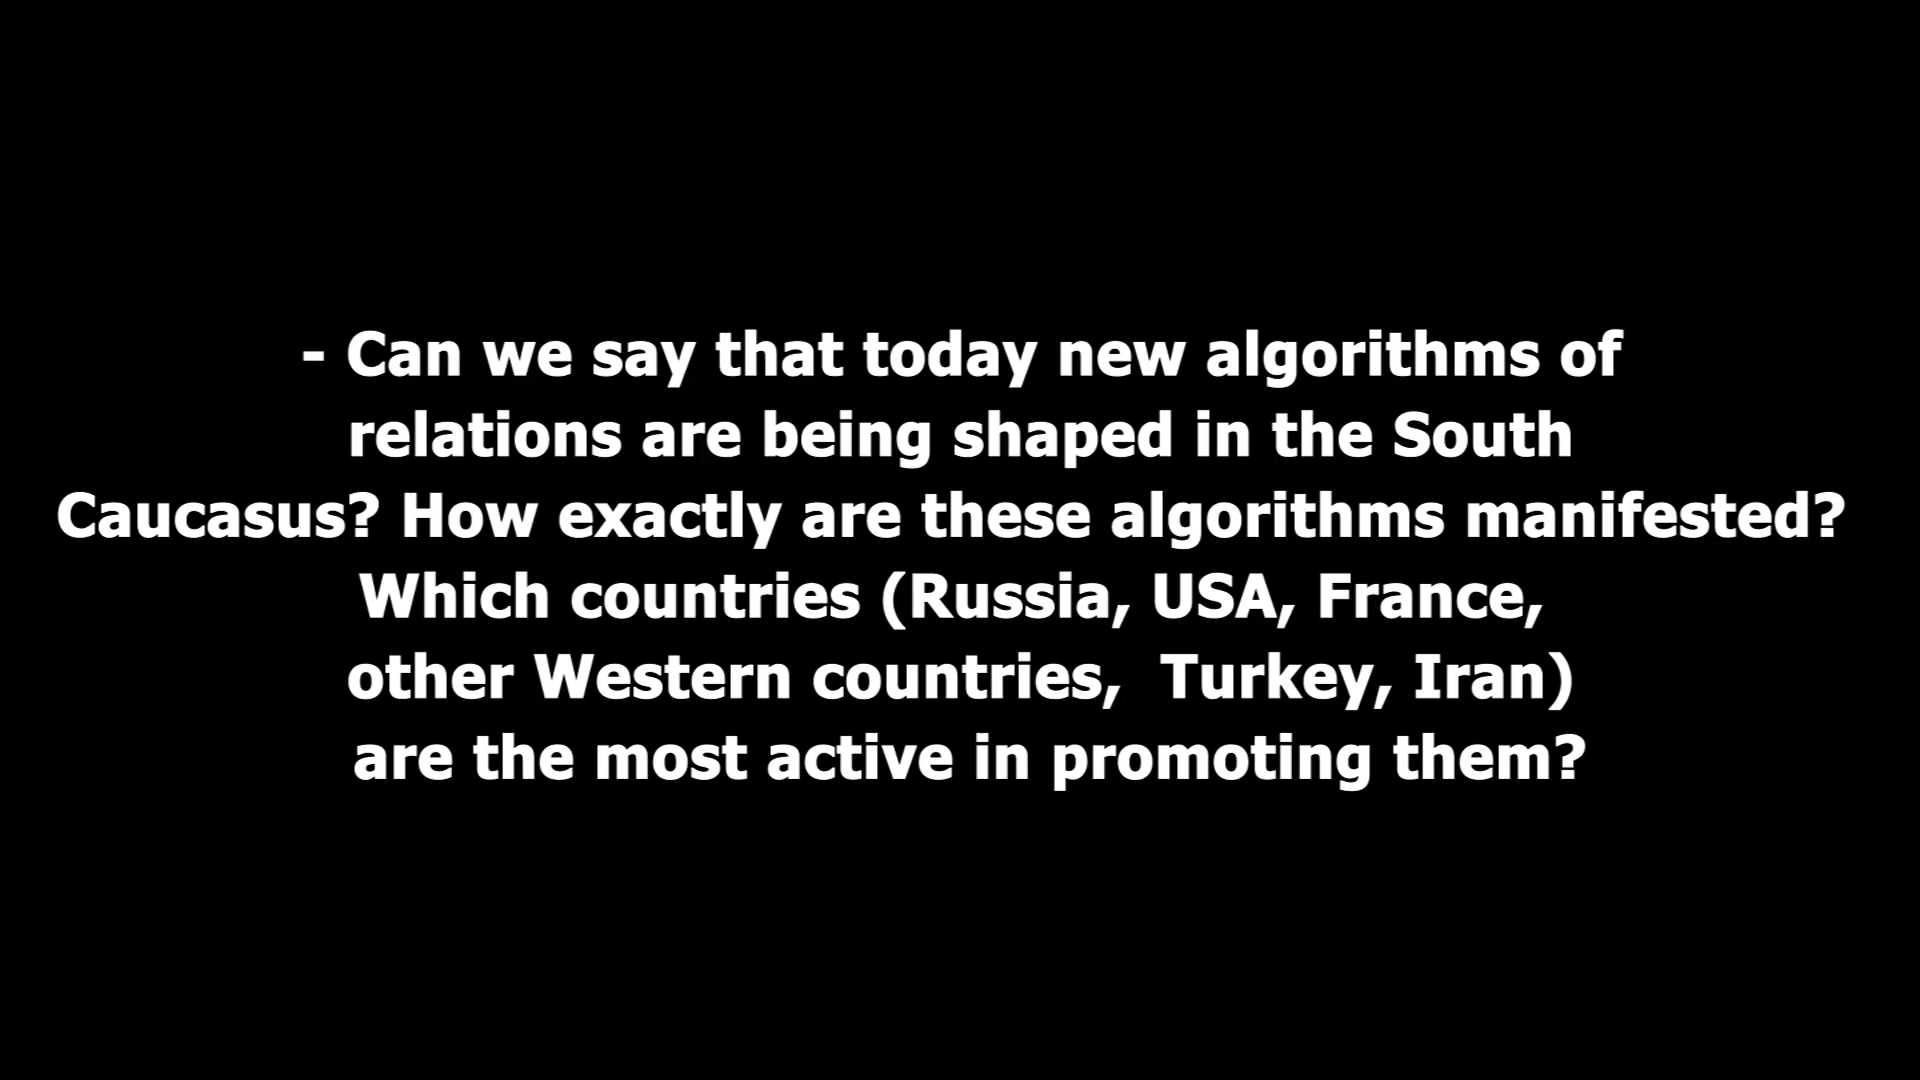 - Can we say that today new algorithms of
relations are being shaped in the South
Caucasus? How exactly are these algorithms manifested?
Which countries (Russia, USA, France,
other Western countries,  Turkey, Iran)
are the most active in promoting them?